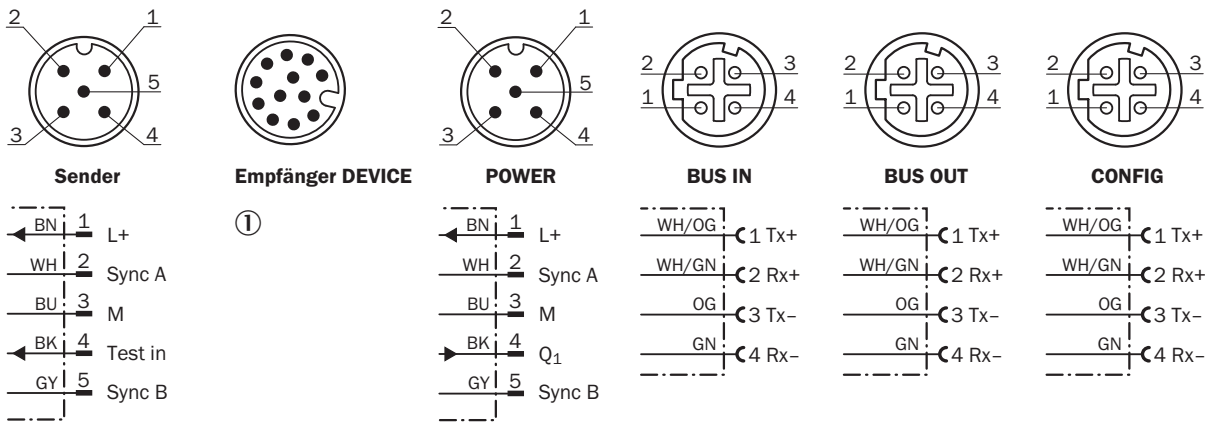 2 1
5
3 4
Sender
BN 1 L+
WH 2 Sync A
BU 3 M
BK 4 Test in
GY 5 Sync B
Empfänger DEVICE
①
2 1
5
3 4
POWER
BN 1 L+
WH 2 Sync A
BU 3 M
BK 4 Q1
GY 5 Sync B
2 3
1 4
BUS IN
WH/OG 1 Tx+
WH/GN 2 Rx+
OG 3 Tx–
GN 4 Rx–
2 3
1 4
BUS OUT
WH/OG 1 Tx+
WH/GN 2 Rx+
OG 3 Tx–
GN 4 Rx–
2 3
1 4
CONFIG
WH/OG 1 Tx+
WH/GN 2 Rx+
OG 3 Tx–
GN 4 Rx–